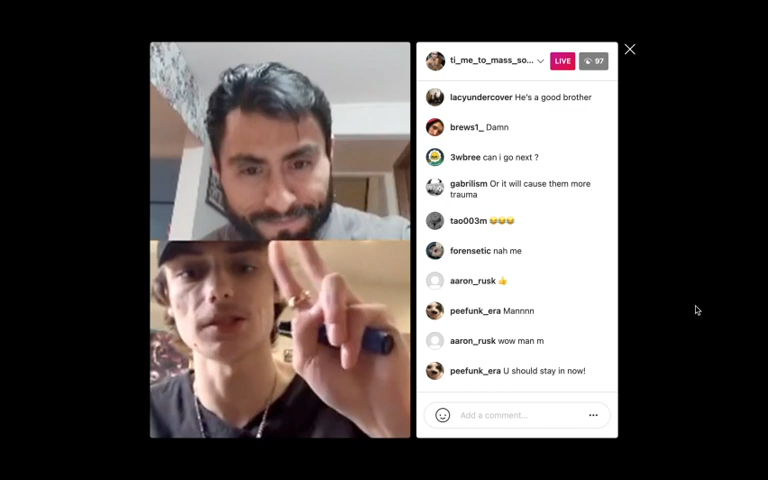 ti_me_to_mass_so...
LIVE
97
lacyundercover He's a good brother
brews1_ Damn
3wbree can i go next ?
gabrilism Or it will cause them more
trauma
tao003m 😂😂😂
forensetic nah me
aaron_rusk 👍
peefunk_era Mannnn
aaron_rusk wow man m
peefunk_era U should stay in now!
Add a comment...